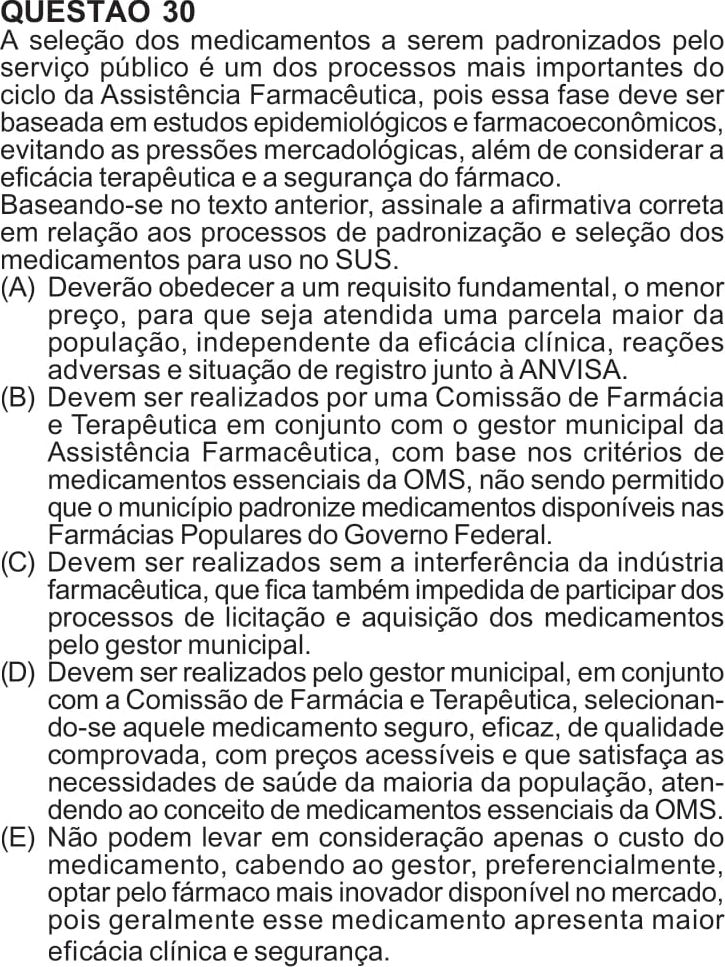 QUESTÃO 30
A seleção dos medicamentos a serem padronizados pelo
serviço público é um dos processos mais importantes do
ciclo da Assistência Farmacêutica, pois essa fase deve ser
baseada em estudos epidemiológicos e farmacoeconômicos,
evitando as pressões mercadológicas, além de considerar a
eficácia terapêutica e a segurança do fármaco.
Baseando-se no texto anterior, assinale a afirmativa correta
em relação aos processos de padronização e seleção dos
medicamentos para uso no SUS.
(A) Deverão obedecer a um requisito fundamental, o menor
preço, para que seja atendida uma parcela maior da
população, independente da eficácia clínica, reações
adversas e situação de registro junto à ANVISA.
(B) Devem ser realizados por uma Comissão de Farmácia
e Terapêutica em conjunto com o gestor municipal da
Assistência Farmacêutica, com base nos critérios de
medicamentos essenciais da OMS, não sendo permitido
que o município padronize medicamentos disponíveis nas
Farmácias Populares do Governo Federal.
(C) Devem ser realizados sem a interferência da indústria
farmacêutica, que fica também impedida de participar dos
processos de licitação e aquisição dos medicamentos
pelo gestor municipal.
(D) Devem ser realizados pelo gestor municipal, em conjunto
com a Comissão de Farmácia e Terapêutica, selecionan-
do-se aquele medicamento seguro, eficaz, de qualidade
comprovada, com preços acessíveis e que satisfaça as
necessidades de saúde da maioria da população, aten-
dendo ao conceito de medicamentos essenciais da OMS.
(E) Não podem levar em consideração apenas o custo do
medicamento, cabendo ao gestor, preferencialmente,
optar pelo fármaco mais inovador disponível no mercado,
pois geralmente esse medicamento apresenta maior
eficácia clínica e segurança.